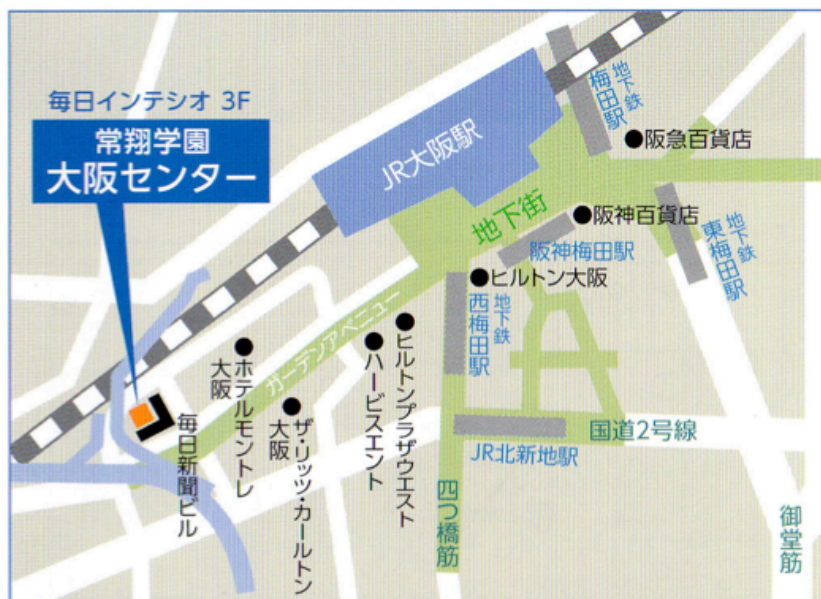 毎日インテシオ 3F
常翔学園
大阪センター
JR大阪駅
地下鉄
梅田駅
●阪急百貨店
地下街
●阪神百貨店
阪神梅田駅
地下鉄
東梅田駅
●ヒルトン大阪
地下鉄
西梅田駅
ガーデンアベニュー
●ヒルトンプラザウエスト
●ハービスエント
●ホテルモントレ
大阪
●ザ・リッツ・カールトン
大阪
毎日新聞ビル
国道2号線
JR北新地駅
四つ橋筋
御堂筋